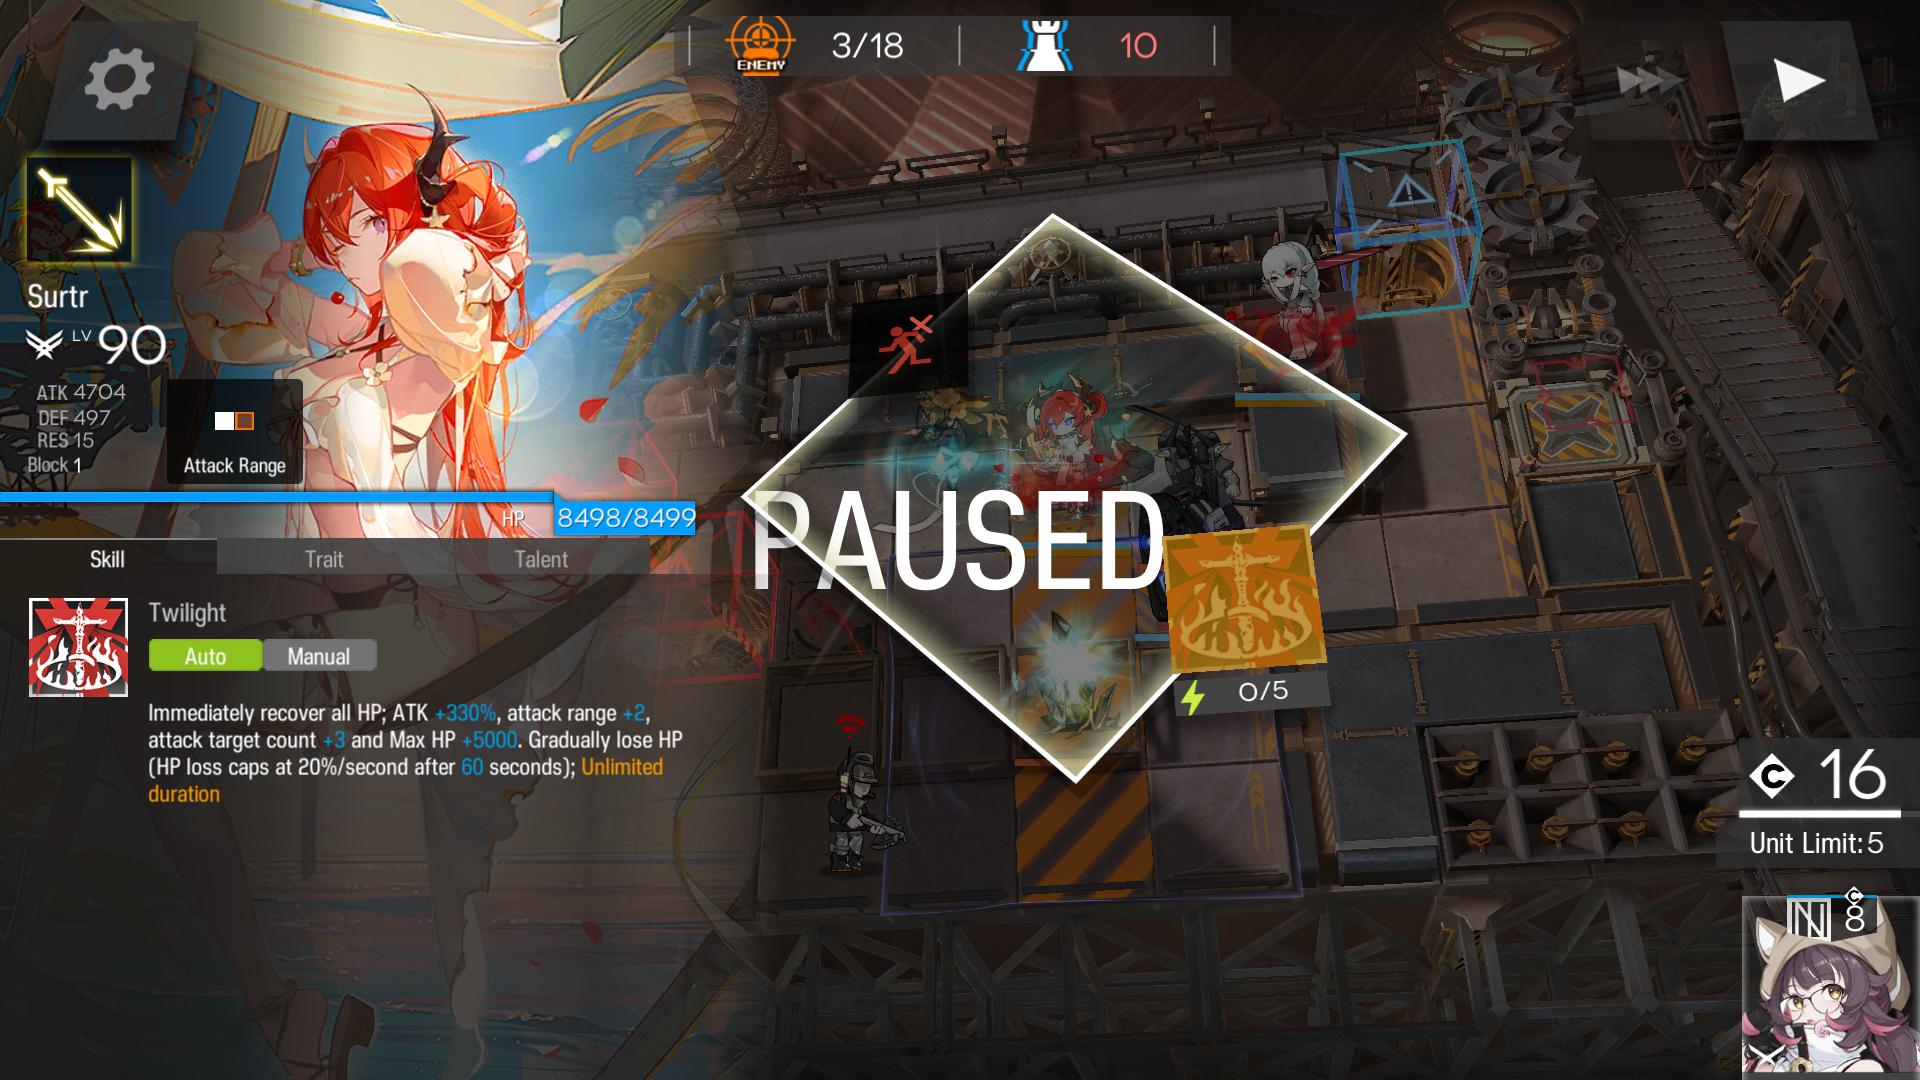 ENEMY
3/18
10
Surtr
LV 90
ATK 4704
DEF 497
RES 15
Block 1
Attack Range
HP 8498/8499
Skill
Trait
Talent
Twilight
Auto
Manual
Immediately recover all HP; ATK +330%, attack range +2,
attack target count +3 and Max HP +5000. Gradually lose HP
(HP loss caps at 20%/second after 60 seconds); Unlimited
duration
PAUSED
0/5
C 16
Unit Limit: 5
C
8